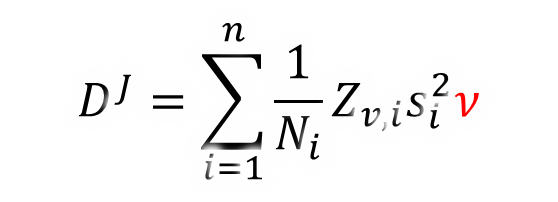 $D^J = \sum_{i=1}^{n} \frac{1}{N_i} Z_{v,i} s_i^2 \nu$